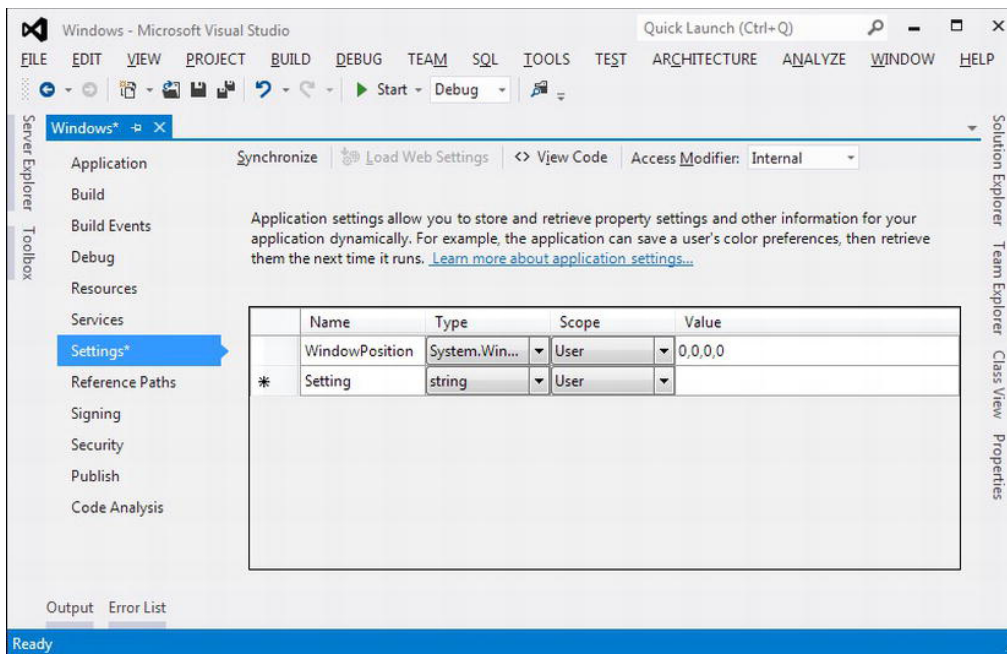 Windows - Microsoft Visual Studio
Quick Launch (Ctrl+Q)
FILE EDIT VIEW PROJECT BUILD DEBUG TEAM SQL TOOLS TEST ARCHITECTURE ANALYZE WINDOW HELP
Start Debug
Server Explorer
Toolbox
Windows*
Application
Build
Build Events
Debug
Resources
Services
Settings*
Reference Paths
Signing
Security
Publish
Code Analysis
Synchronize Load Web Settings <> View Code Access Modifier: Internal
Application settings allow you to store and retrieve property settings and other information for your
application dynamically. For example, the application can save a user's color preferences, then retrieve
them the next time it runs. Learn more about application settings...
Name Type Scope Value
WindowPosition System.Win... User 0,0,0,0
* Setting string User
Solution Explorer
Team Explorer
Class View
Properties
Output Error List
Ready